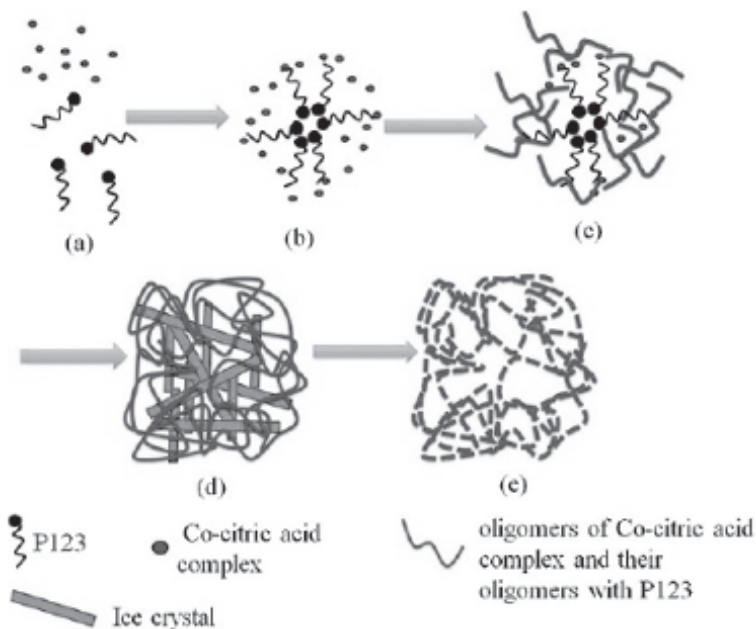 (a)
(b)
(c)
(d)
(e)
P123
Co-citric acid
complex
oligomers of Co-citric acid
complex and their
oligomers with P123
Ice crystal